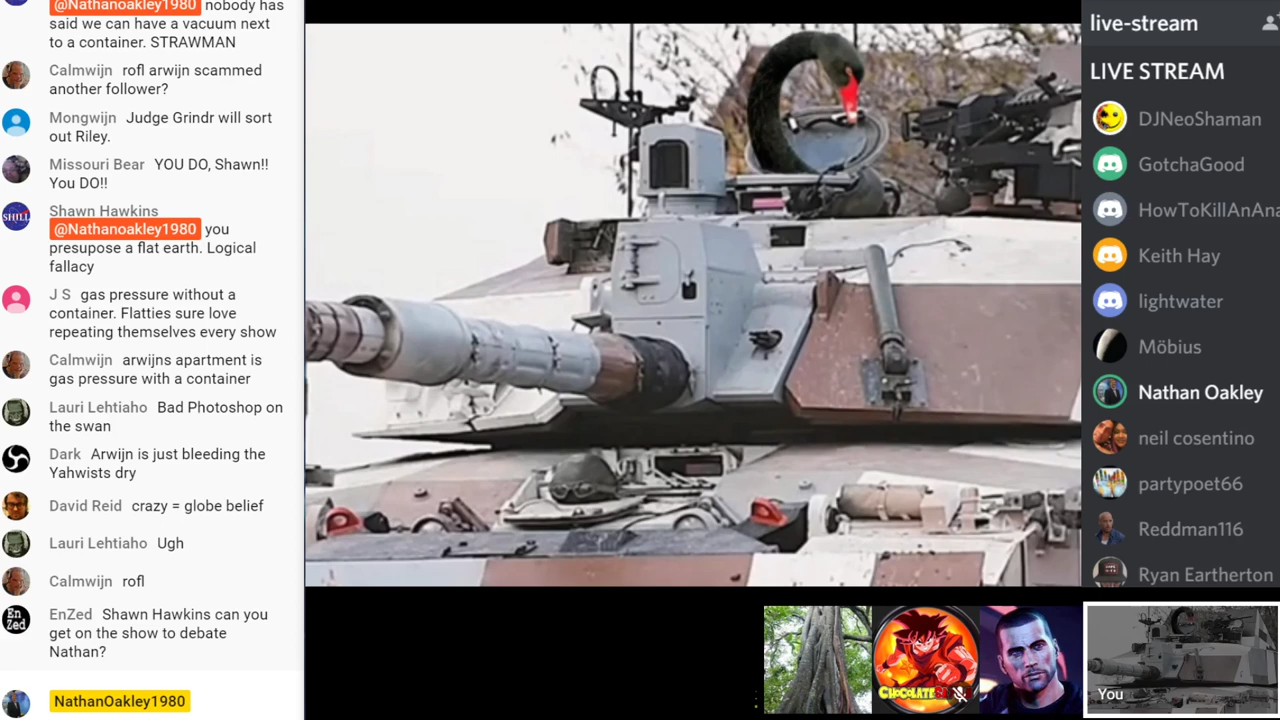 @Nathanoakley1980 nobody has
said we can have a vacuum next
to a container. STRAWMAN
Calmwijn rofl arwijn scammed
another follower?
Mongwijn Judge Grindr will sort
out Riley.
Missouri Bear YOU DO, Shawn!!
You DO!!
SHILL
Shawn Hawkins
@Nathanoakley1980 you
presupose a flat earth. Logical
fallacy
J S gas pressure without a
container. Flatties sure love
repeating themselves every show
Calmwijn arwijns apartment is
gas pressure with a container
Lauri Lehtiaho Bad Photoshop on
the swan
Dark Arwijn is just bleeding the
Yahwists dry
David Reid crazy = globe belief
Lauri Lehtiaho Ugh
Calmwijn rofl
En
Zed
EnZed Shawn Hawkins can you
get on the show to debate
Nathan?
NathanOakley1980
live-stream
LIVE STREAM
DJNeoShaman
GotchaGood
HowToKillAnAna
Keith Hay
lightwater
Möbius
Nathan Oakley
neil cosentino
partypoet66
Reddman116
Ryan Eartherton
You